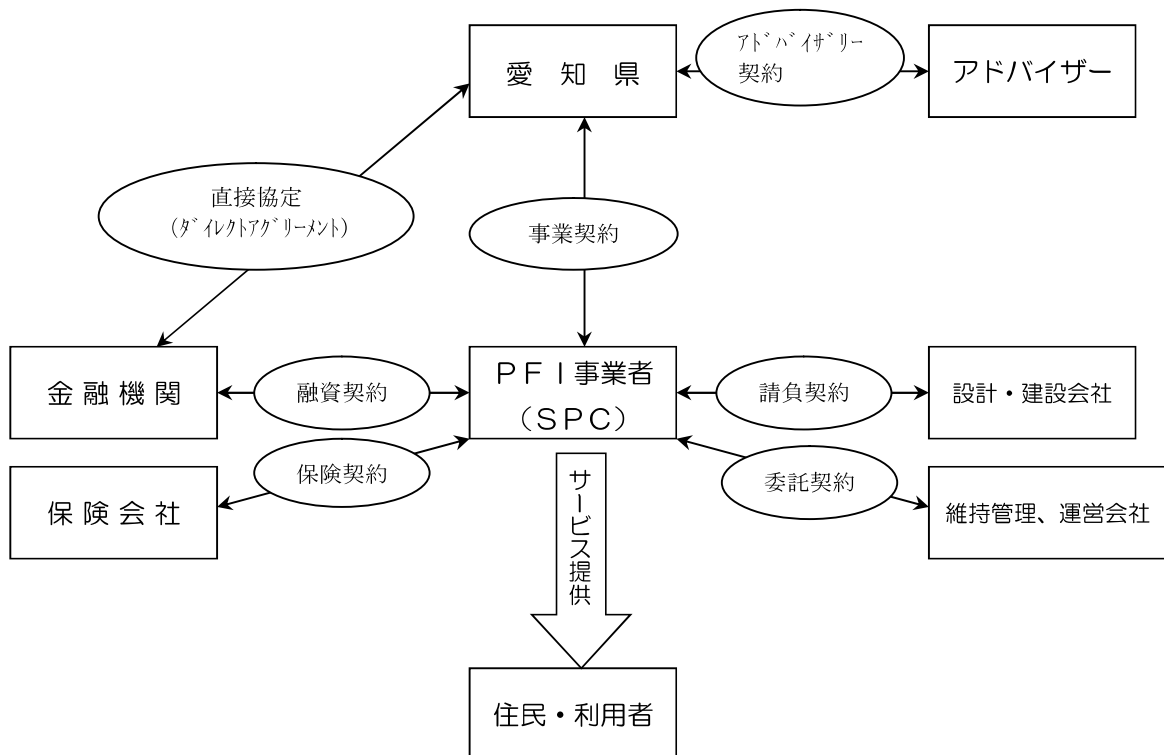 愛 知 県
ｱﾄﾞﾊﾞｲｻﾞﾘｰ
契約
アドバイザー
直接協定
(ﾀﾞｲﾚｸﾄｱｸﾞﾘｰﾒﾝﾄ)
事業契約
金 融 機 関
融資契約
ＰＦＩ事業者
（ＳＰＣ）
請負契約
設計・建設会社
保険契約
保 険 会 社
委託契約
維持管理、運営会社
サービス提供
住民・利用者